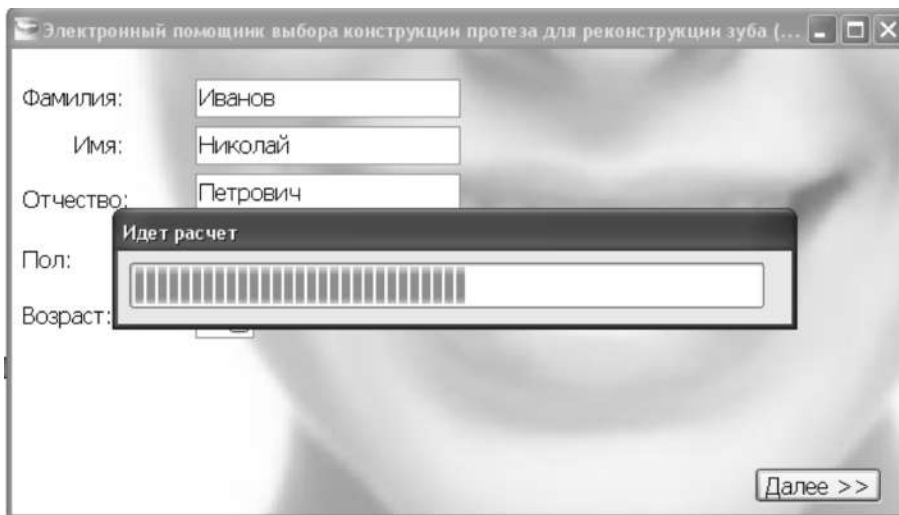 Электронный помощник выбора конструкции протеза для реконструкции зуба (...
Фамилия: Иванов
Имя: Николай
Отчество: Петрович
Идет расчет
Пол:
Возраст:
Далее >>